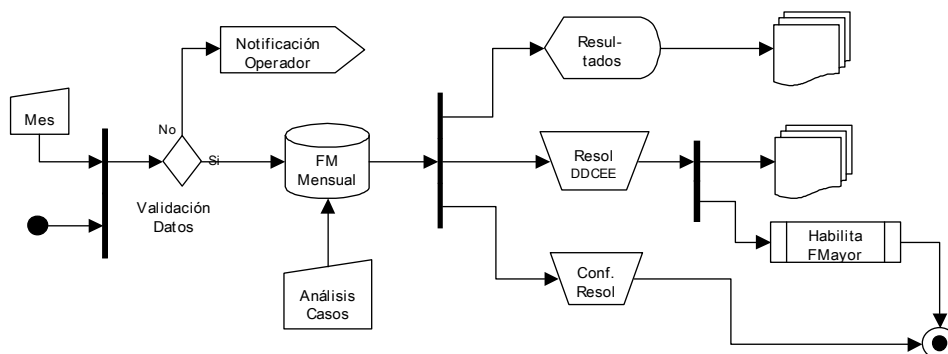 Notificación
Operador
Resul-
tados
Mes
No
Si
FM
Mensual
Resol
DDCEE
Validación
Datos
Habilita
FMayor
Análisis
Casos
Conf.
Resol